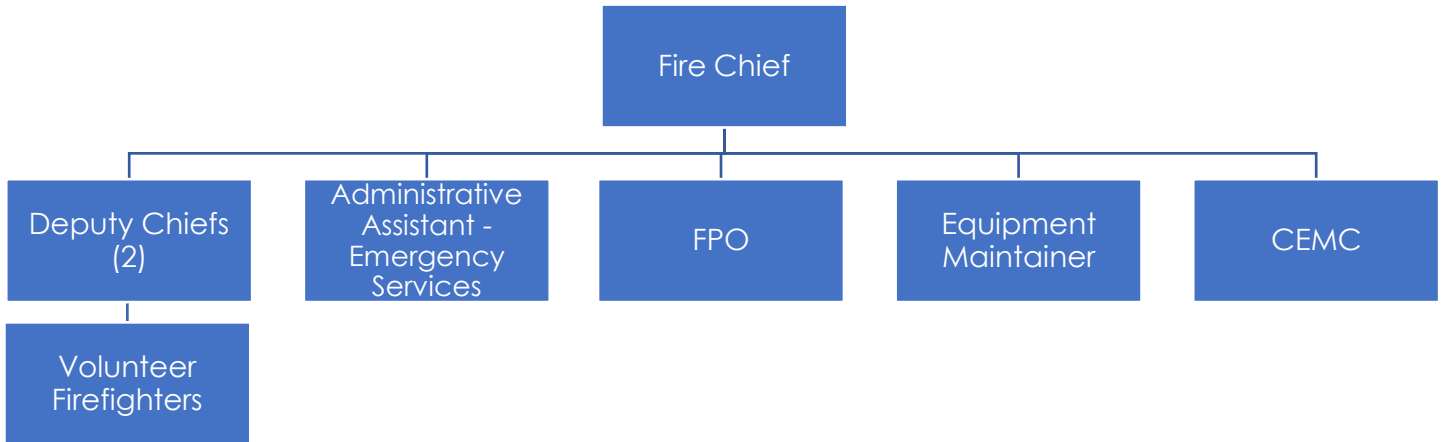 Fire Chief
Deputy Chiefs
(2)
Administrative
Assistant -
Emergency
Services
FPO
Equipment
Maintainer
CEMC
Volunteer
Firefighters